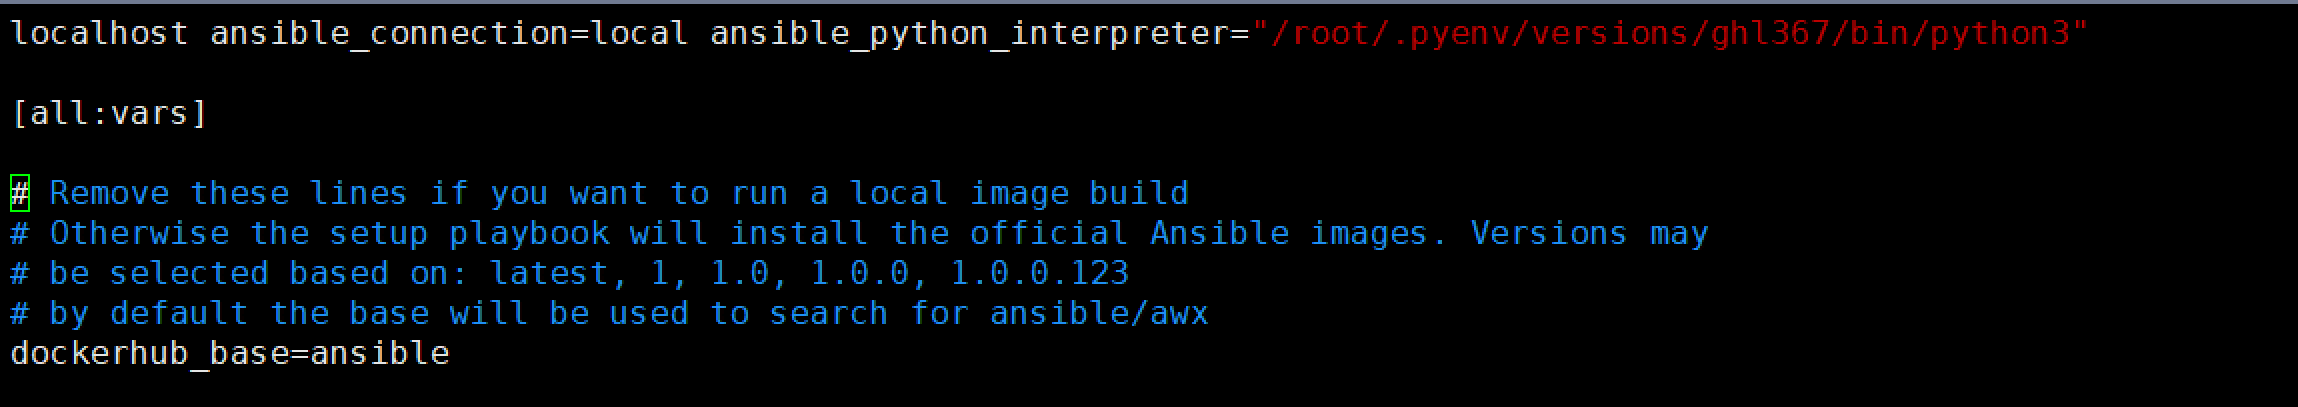 localhost ansible_connection=local ansible_python_interpreter="/root/.pyenv/versions/ghl367/bin/python3"
[all:vars]
# Remove these lines if you want to run a local image build
# Otherwise the setup playbook will install the official Ansible images. Versions may
# be selected based on: latest, 1, 1.0, 1.0.0, 1.0.0.123
# by default the base will be used to search for ansible/awx
dockerhub_base=ansible